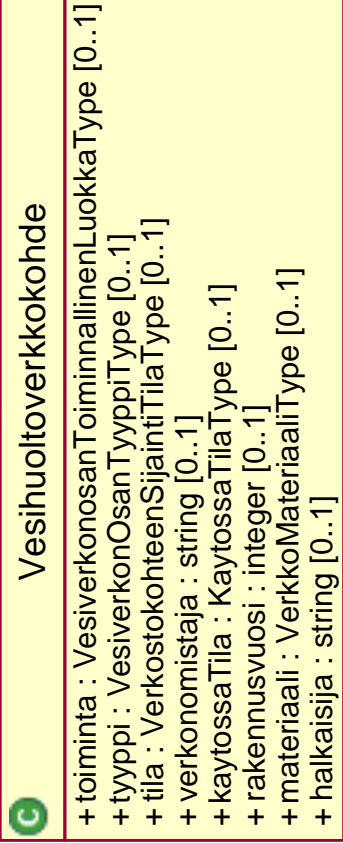 C
Vesihuoltoverkkokohde
+ toiminta : VesiverkonosanToiminnallinenLuokkaType [0..1]
+ tyyppi : VesiverkonOsanTyyppiType [0..1]
+ tila : VerkostokohteenSijaintiTilaType [0..1]
+ verkonomistaja : string [0..1]
+ kaytossaTila : KaytossaTilaType [0..1]
+ rakennusvuosi : integer [0..1]
+ materiaali : VerkkoMateriaaliType [0..1]
+ halkaisija : string [0..1]